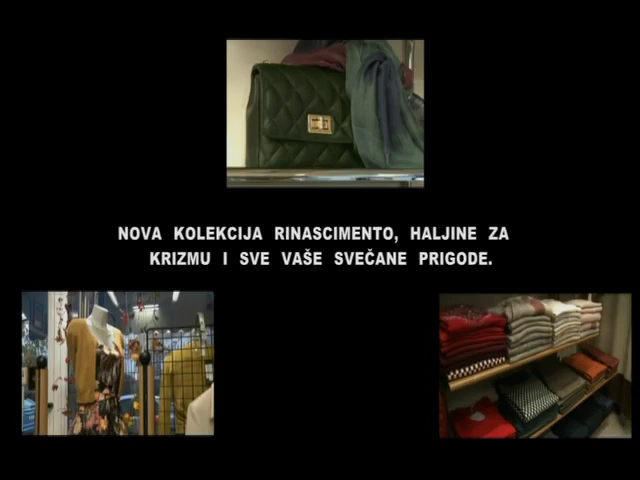 NOVA KOLEKCIJA RINASCIMENTO, HALJINE ZA
KRIZMU I SVE VAŠE SVEČANE PRIGODE.